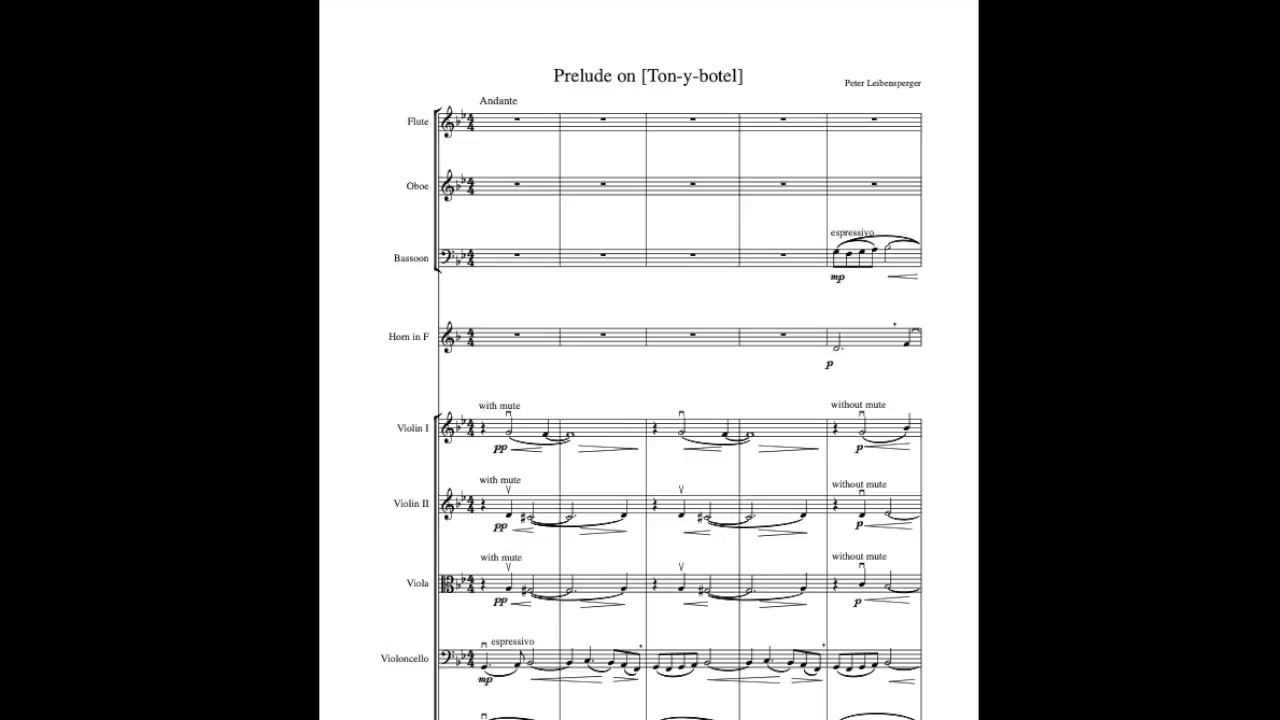 Prelude on [Ton-y-botel]
Peter Leibensperger
Andante
Flute
Oboe
espressivo
Bassoon
mp
Horn in F
p
with mute
without mute
Violin I
pp
p
with mute
without mute
Violin II
pp
p
with mute
without mute
Viola
pp
p
espressivo
Violoncello
mp